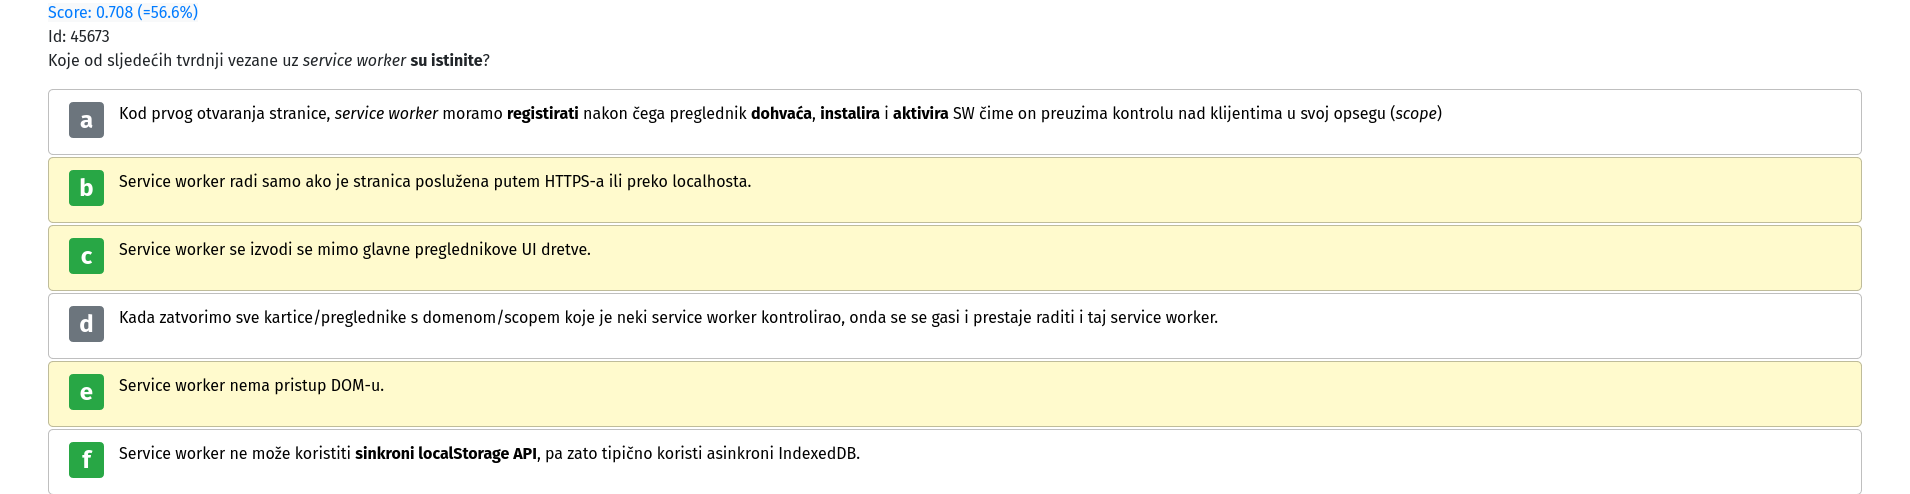 Score: 0.708 (=56.6%)
Id: 45673
Koje od sljedećih tvrdnji vezane uz service worker su istinite?
a Kod prvog otvaranja stranice, service worker moramo registirati nakon čega preglednik dohvaća, instalira i aktivira SW čime on preuzima kontrolu nad klijentima u svoj opsegu (scope)
b Service worker radi samo ako je stranica poslužena putem HTTPS-a ili preko localhosta.
c Service worker se izvodi se mimo glavne preglednikove UI dretve.
d Kada zatvorimo sve kartice/preglednike s domenom/scopem koje je neki service worker kontrolirao, onda se se gasi i prestaje raditi i taj service worker.
e Service worker nema pristup DOM-u.
f Service worker ne može koristiti sinkroni localStorage API, pa zato tipično koristi asinkroni IndexedDB.